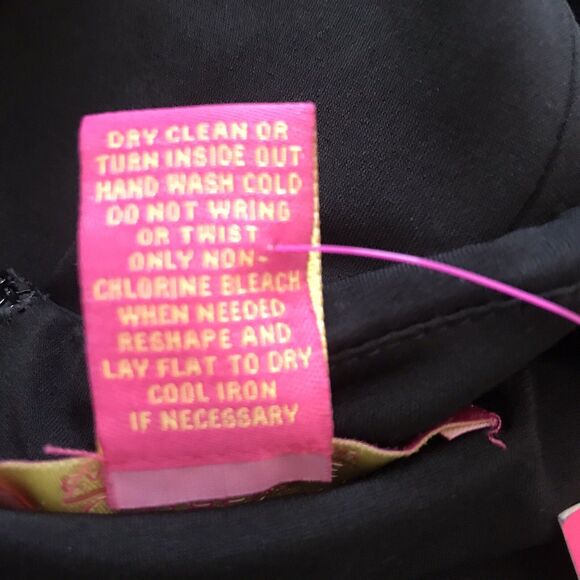 DRY CLEAN OR
TURN INSIDE OUT
HAND WASH COLD
DO NOT WRING
OR TWIST
ONLY NON-
CHLORINE BLEACH
WHEN NEEDED
RESHAPE AND
LAY FLAT TO DRY
COOL IRON
IF NECESSARY